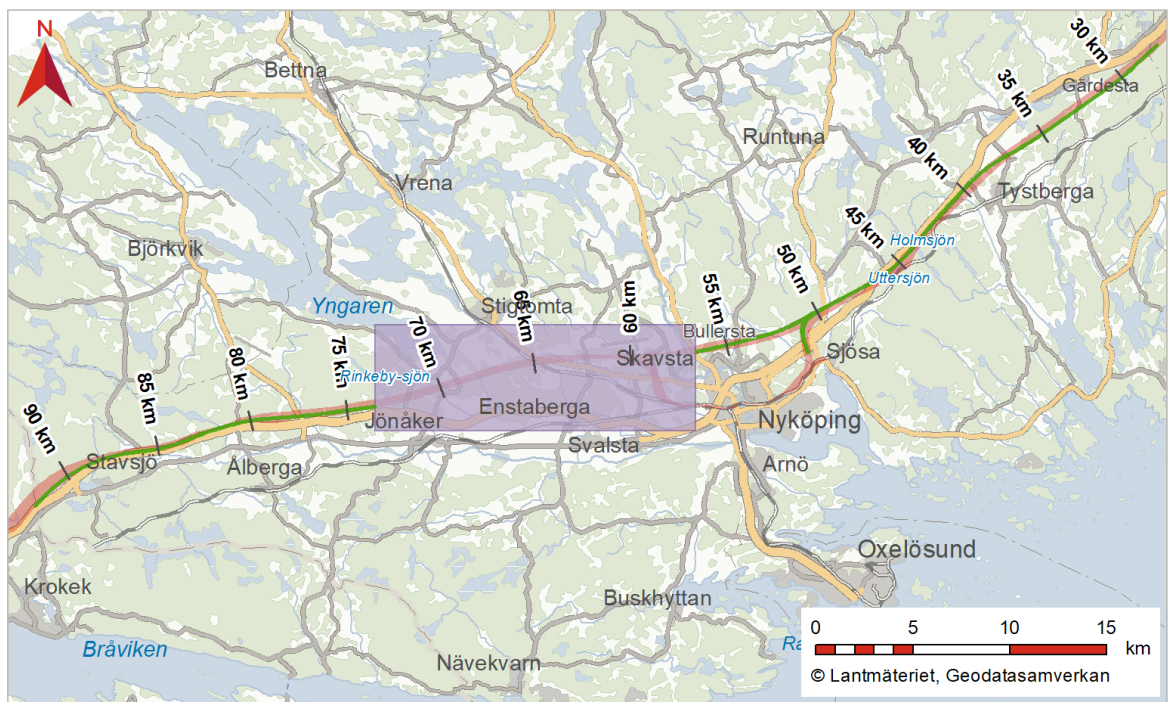 N
30 km
Gärdesta
Bettna
35 km
Runtuna
40 km
Vrena
Tystberga
45 km
Holmsjön
Björkvik
50 km
Uttersjön
Yngaren
Stigtomta
65 km
60 km
55 km
Bullersta
70 km
Skavsta
Sjösa
75 km
80 km
Rinkeby-sjön
Enstaberga
85 km
Jönåker
Nyköping
90 km
Svalsta
Stavsjö
Ålberga
Arnö
Oxelösund
Krokek
Buskhyttan
Bråviken
Nävekvarn
0 5 10 15
km
© Lantmäteriet, Geodatasamverkan